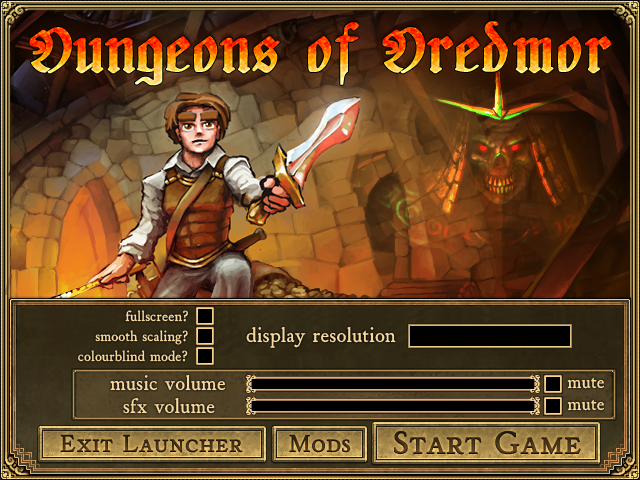 Dungeons of Dredmor
fullscreen?
smooth scaling?
colourblind mode?
display resolution
music volume
mute
sfx volume
mute
Exit Launcher
Mods
Start Game